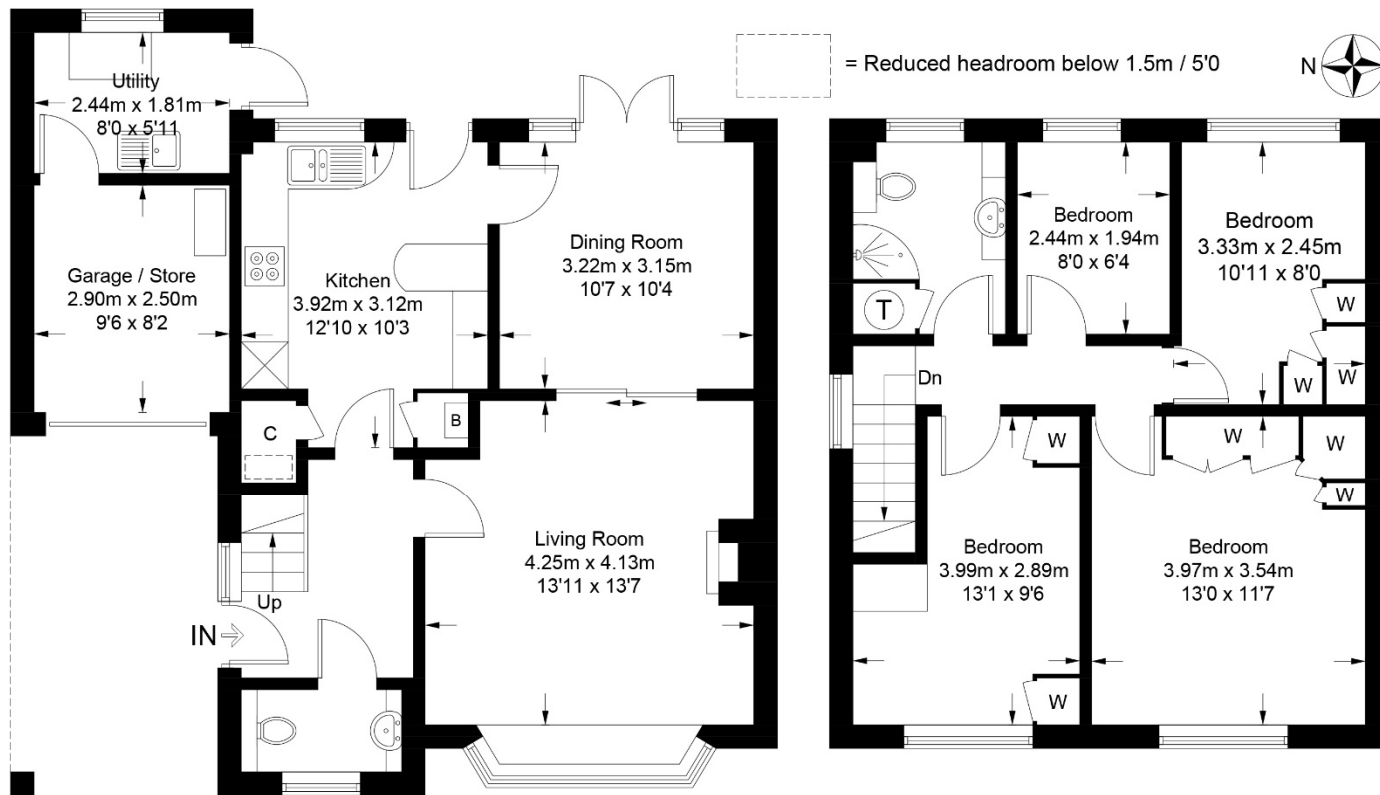 = Reduced headroom below 1.5m / 5'0
N
Utility
2.44m x 1.81m
8'0 x 5'11
Garage / Store
2.90m x 2.50m
9'6 x 8'2
Kitchen
3.92m x 3.12m
12'10 x 10'3
Dining Room
3.22m x 3.15m
10'7 x 10'4
C
B
Living Room
4.25m x 4.13m
13'11 x 13'7
Up
IN
T
Dn
Bedroom
2.44m x 1.94m
8'0 x 6'4
Bedroom
3.33m x 2.45m
10'11 x 8'0
W
W
W
W
W
W
W
Bedroom
3.99m x 2.89m
13'1 x 9'6
Bedroom
3.97m x 3.54m
13'0 x 11'7
W